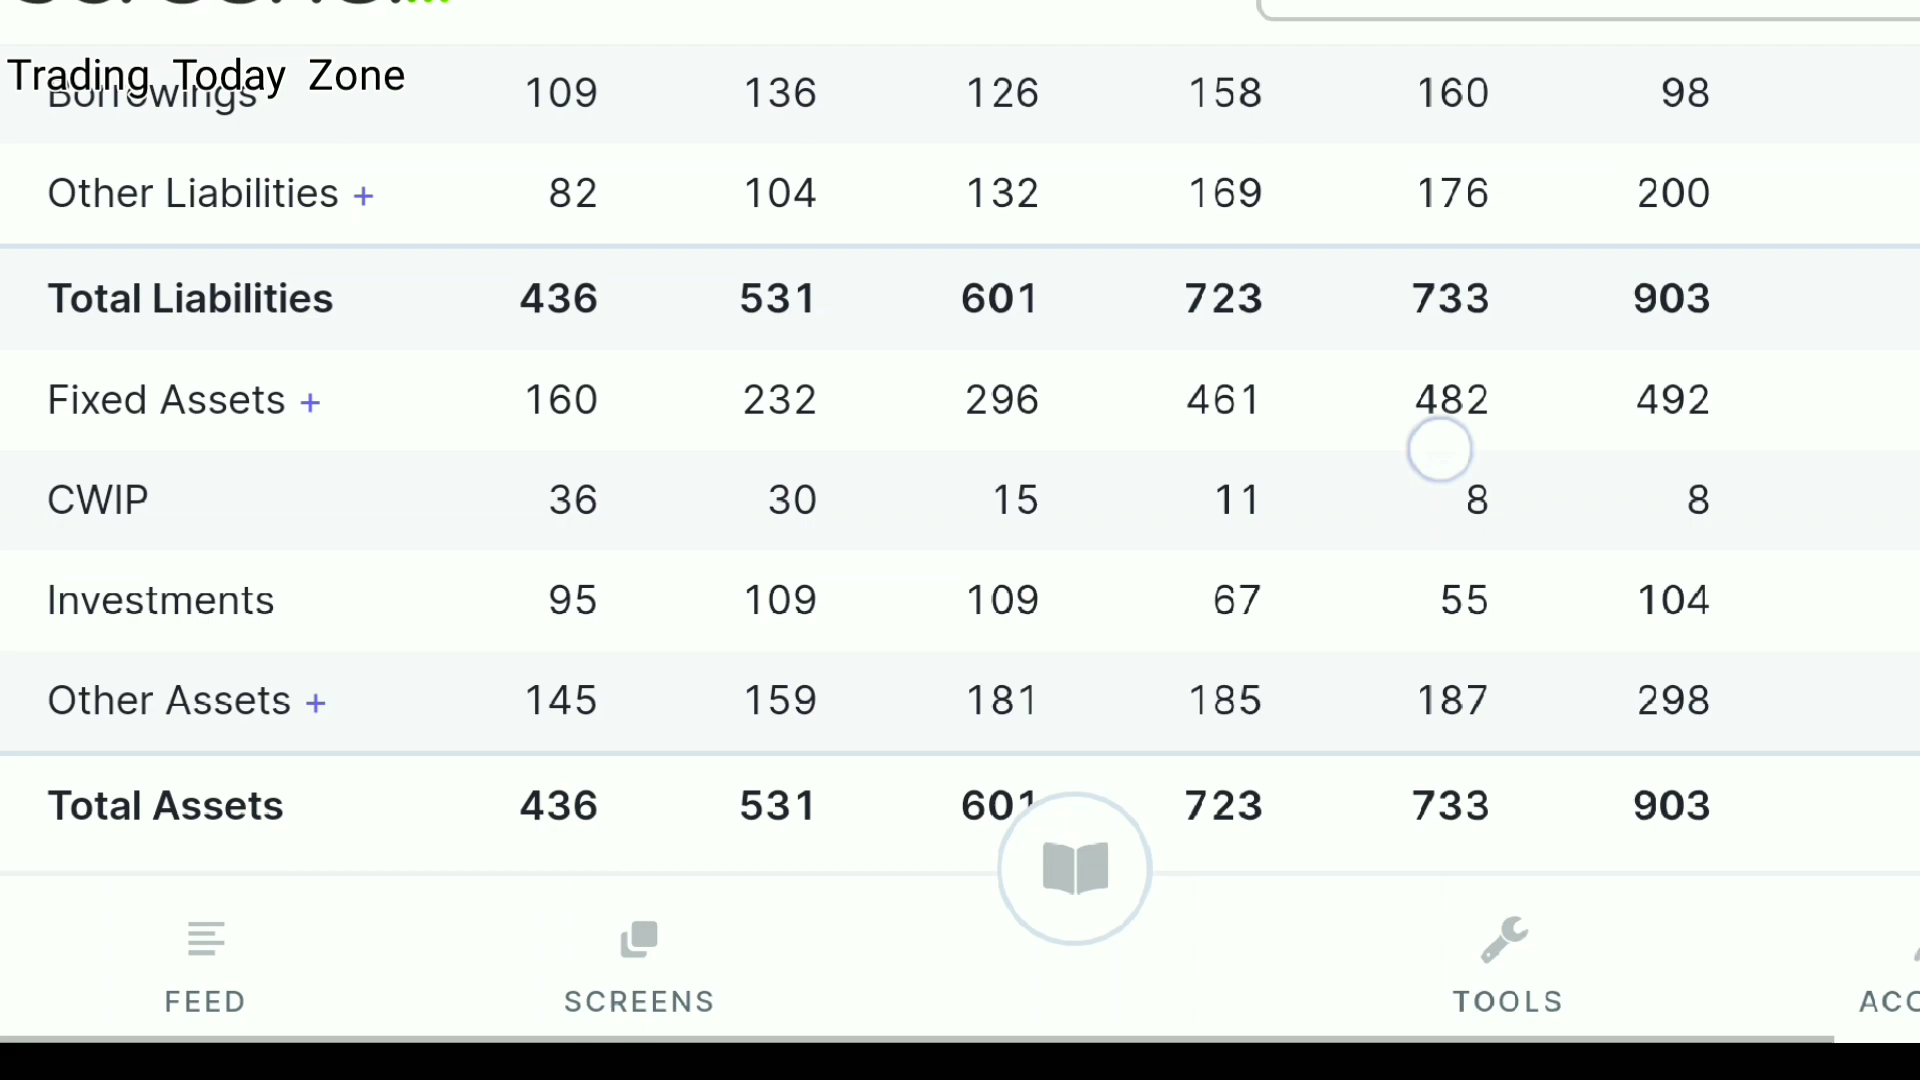 Trading Today Zone
Borrowings 109 136 126 158 160 98
Other Liabilities + 82 104 132 169 176 200
Total Liabilities 436 531 601 723 733 903
Fixed Assets + 160 232 296 461 482 492
CWIP 36 30 15 11 8 8
Investments 95 109 109 67 55 104
Other Assets + 145 159 181 185 187 298
Total Assets 436 531 601 723 733 903
FEED SCREENS TOOLS